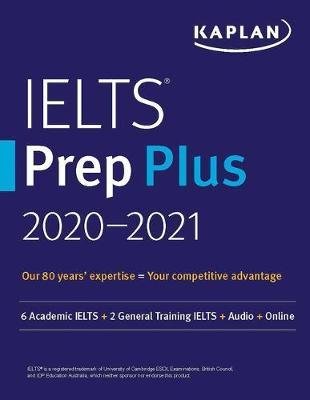 KAPLAN
IELTS®
Prep Plus
2020–2021
Our 80 years' expertise = Your competitive advantage
6 Academic IELTS + 2 General Training IELTS + Audio + Online
IELTS® is a registered trademark of University of Cambridge ESOL Examinations, British Council,
and IDP Education Australia, which neither sponsor nor endorse this product.